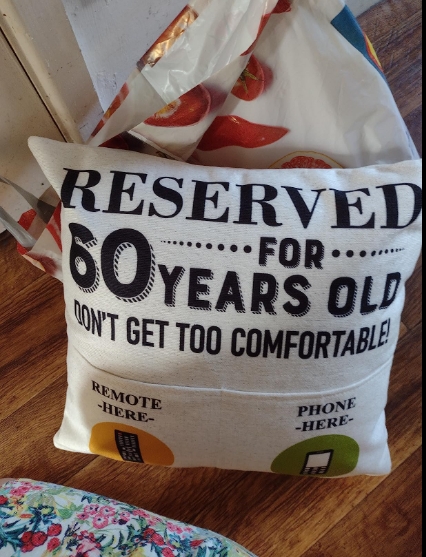 RESERVED
FOR
60 YEARS OLD
DON'T GET TOO COMFORTABLE!
REMOTE
-HERE-
PHONE
-HERE-